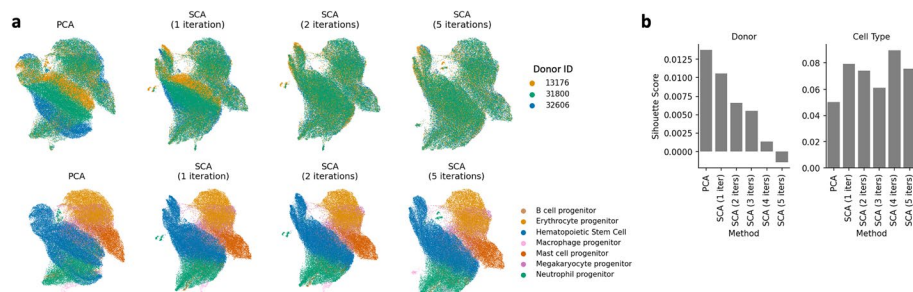 a
PCA
SCA
(1 iteration)
SCA
(2 iterations)
SCA
(5 iterations)
Donor ID
13176
31800
32606
PCA
SCA
(1 iteration)
SCA
(2 iterations)
SCA
(5 iterations)
B cell progenitor
Erythrocyte progenitor
Hematopoietic Stem Cell
Macrophage progenitor
Mast cell progenitor
Megakaryocyte progenitor
Neutrophil progenitor
b
Donor
Sihouette Score
0.0125
0.0100
0.0075
0.0050
0.0025
0.0000
PCA
SCA (1 iter)
SCA (2 iters)
SCA (3 iters)
SCA (4 iters)
SCA (5 iters)
Method
Cell Type
0.08
0.06
0.04
0.02
0.00
PCA
SCA (1 iter)
SCA (2 iters)
SCA (3 iters)
SCA (4 iters)
SCA (5 iters)
Method